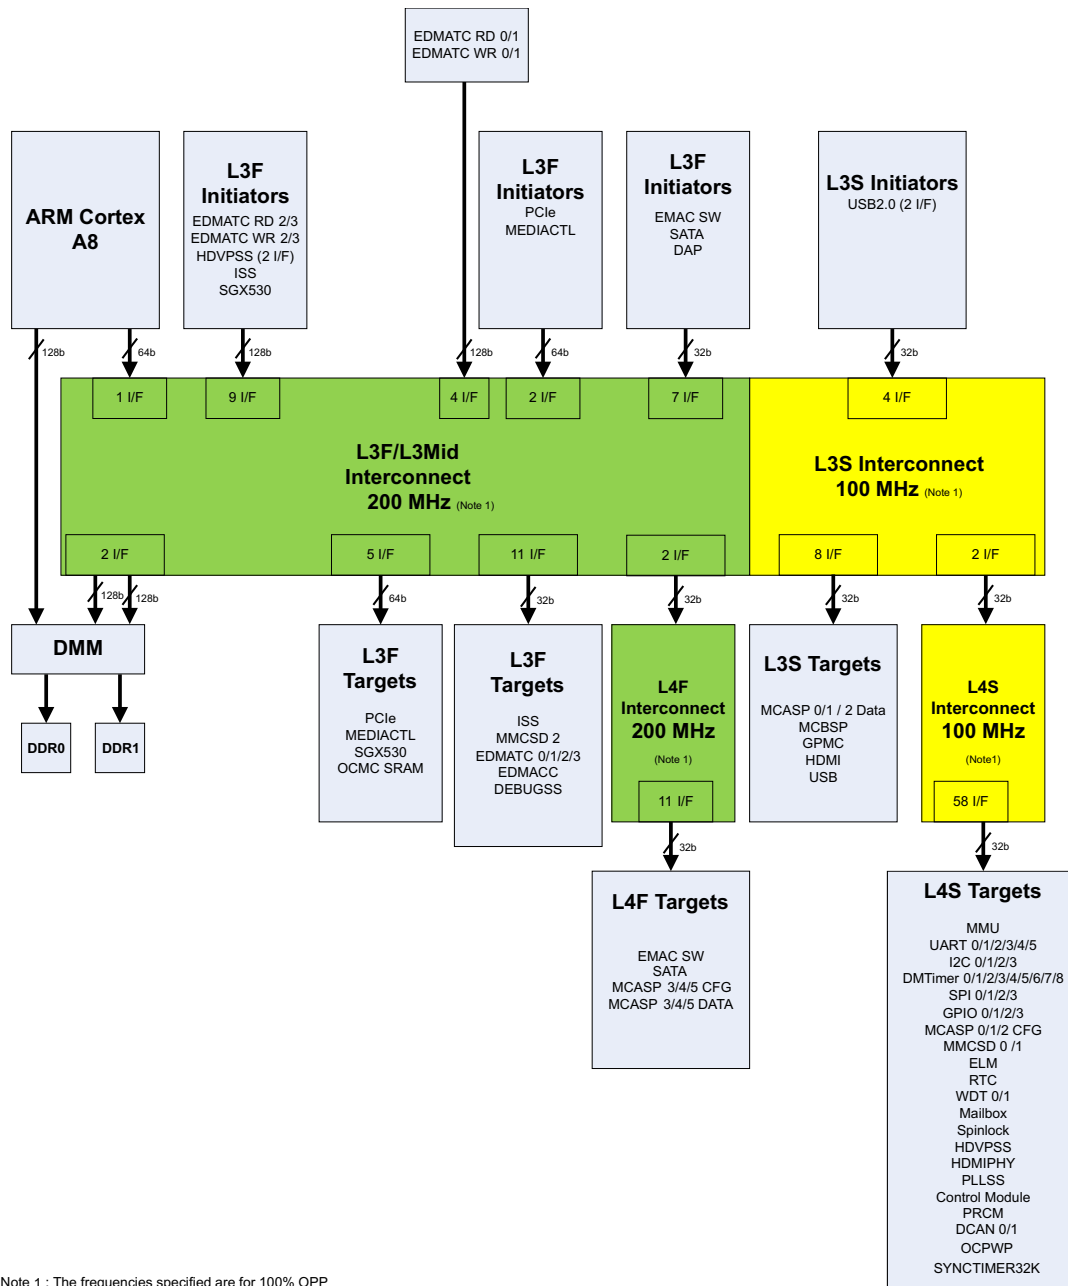 EDMATC RD 0/1
EDMATC WR 0/1
ARM Cortex
A8
L3F
Initiators
EDMATC RD 2/3
EDMATC WR 2/3
HDVPSS (2 I/F)
ISS
SGX530
L3F
Initiators
PCIe
MEDIACTL
L3F
Initiators
EMAC SW
SATA
DAP
L3S Initiators
USB2.0 (2 I/F)
128b
64b
128b
128b
64b
32b
32b
1 I/F
9 I/F
4 I/F
2 I/F
7 I/F
4 I/F
L3F/L3Mid
Interconnect
200 MHz (Note 1)
L3S Interconnect
100 MHz (Note 1)
2 I/F
5 I/F
11 I/F
2 I/F
8 I/F
2 I/F
128b
128b
64b
32b
32b
32b
32b
DMM
DDR0
DDR1
L3F
Targets
PCIe
MEDIACTL
SGX530
OCMC SRAM
L3F
Targets
ISS
MMCSD 2
EDMATC 0/1/2/3
EDMACC
DEBUGSS
L4F
Interconnect
200 MHz
(Note 1)
11 I/F
L3S Targets
MCASP 0/1 / 2 Data
MCBSP
GPMC
HDMI
USB
L4S
Interconnect
100 MHz
(Note1)
58 I/F
32b
32b
L4F Targets
EMAC SW
SATA
MCASP 3/4/5 CFG
MCASP 3/4/5 DATA
L4S Targets
MMU
UART 0/1/2/3/4/5
I2C 0/1/2/3
DMTimer 0/1/2/3/4/5/6/7/8
SPI 0/1/2/3
GPIO 0/1/2/3
MCASP 0/1/2 CFG
MMCSD 0 /1
ELM
RTC
WDT 0/1
Mailbox
Spinlock
HDVPSS
HDMIPHY
PLLSS
Control Module
PRCM
DCAN 0/1
OCPWP
SYNCTIMER32K
Note 1 : The frequencies specified are for 100% OPP